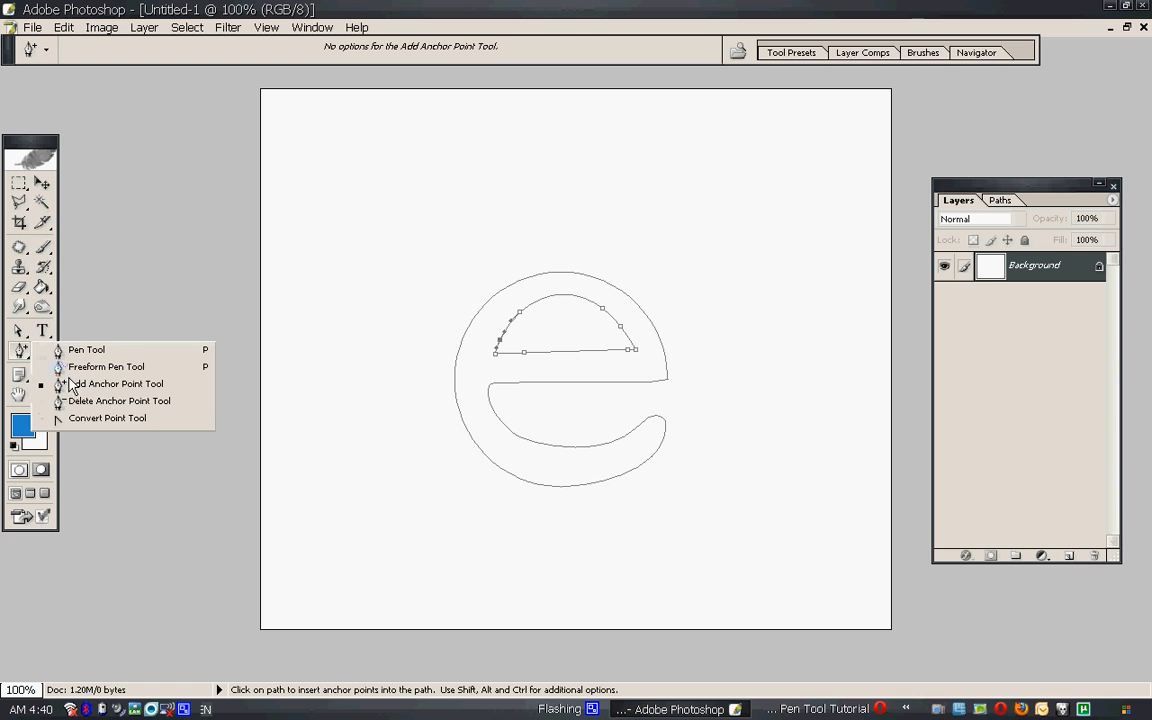 Adobe Photoshop - [Untitled-1 @ 100% (RGB/8)]
File Edit Image Layer Select Filter View Window Help
No options for the Add Anchor Point Tool.
Tool Presets Layer Comps Brushes Navigator
Layers Paths
Normal Opacity: 100%
Lock: Fill: 100%
Background
T
Pen Tool P
Freeform Pen Tool P
Add Anchor Point Tool
Delete Anchor Point Tool
Convert Point Tool
e
100% Doc: 1.20M/0 bytes Click on path to insert anchor points into the path. Use Shift, Alt and Ctrl for additional options.
AM 4:40 EN Flashing ...- Adobe Photoshop ... Pen Tool Tutorial